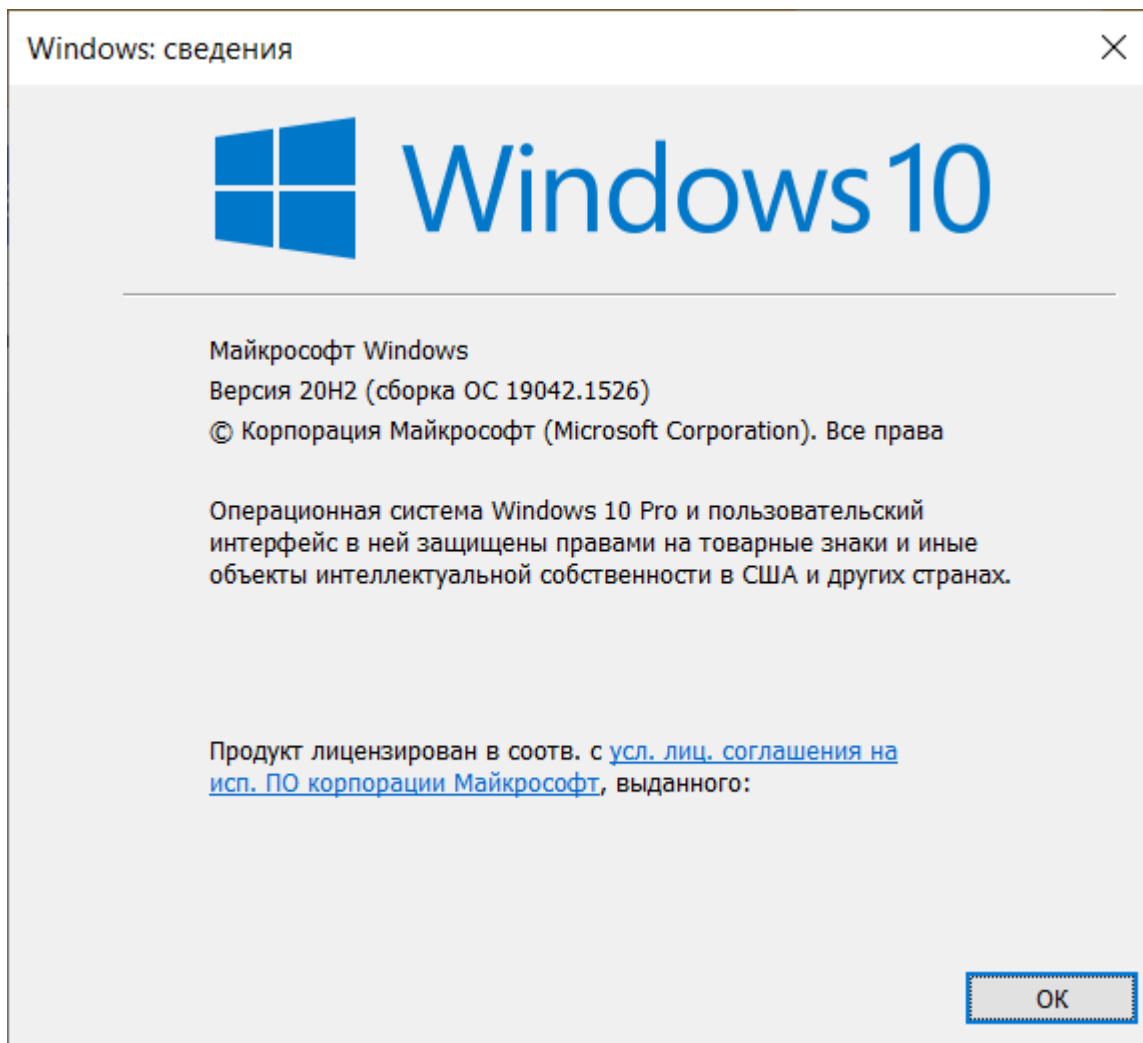 Windows: сведения
Windows 10
Майкрософт Windows
Версия 20H2 (сборка ОС 19042.1526)
© Корпорация Майкрософт (Microsoft Corporation). Все права
Операционная система Windows 10 Pro и пользовательский
интерфейс в ней защищены правами на товарные знаки и иные
объекты интеллектуальной собственности в США и других странах.
Продукт лицензирован в соотв. с усл. лиц. соглашения на
исп. ПО корпорации Майкрософт, выданного:
ОК